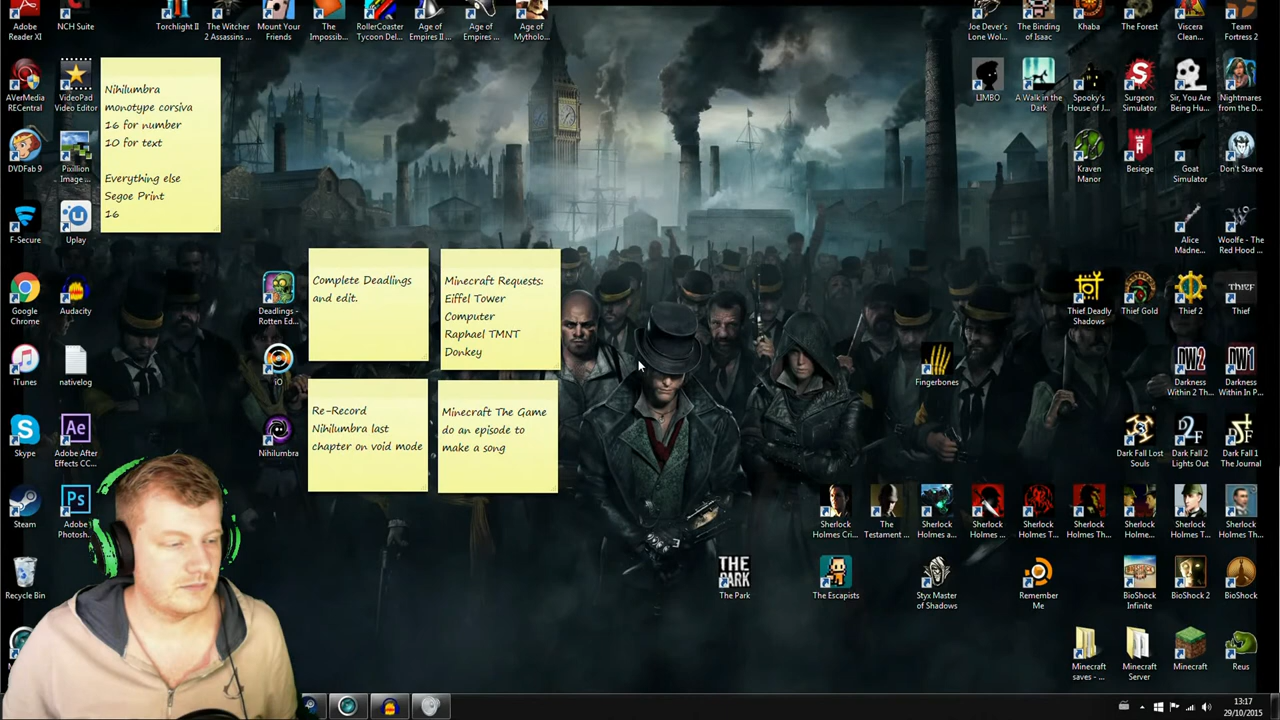 Adobe
Reader XI
NCH Suite
Torchlight II
The Witcher
2 Assassins ...
Mount Your
Friends
The
Impossib...
RollerCoaster
Tycoon Del...
Age of
Empires II ...
Age of
Empires ...
Age of
Mytholo...
Joe Dever's
Lone Wol...
The Binding
of Isaac
Khaba
The Forest
Viscera
Clean...
Team
Fortress 2
AVerMedia
RECentral
VideoPad
Video Editor
Nihilumbra
monotype corsiva
16 for number
10 for text
Everything else
Segoe Print
16
LIMBO
A Walk in the
Dark
Spooky's
House of J...
Surgeon
Simulator
Sir, You Are
Being Hu...
Nightmares
from the D...
DVDFab 9
Pixillion
Image ...
Kraven
Manor
Besiege
Goat
Simulator
Don't Starve
F-Secure
Uplay
Alice
Madne...
Woolfe - The
Red Hood ...
Google
Chrome
Audacity
Deadlings -
Rotten Ed...
Complete Deadlings
and edit.
Minecraft Requests:
Eiffel Tower
Computer
Raphael TMNT
Donkey
Thief Deadly
Shadows
Thief Gold
Thief 2
THIEF
Thief
iTunes
nativelog
iO
Fingerbones
DW2
Darkness
Within 2 Th...
DW1
Darkness
Within In P...
Skype
Ae
Adobe After
Effects CC...
Nihilumbra
Re-Record
Nihilumbra last
chapter on void mode
Minecraft The Game
do an episode to
make a song
Dark Fall Lost
Souls
Dark Fall 2
Lights Out
Dark Fall 1
The Journal
Steam
Ps
Adobe
Photosh...
Sherlock
Holmes Cri...
The
Testament ...
Sherlock
Holmes a...
Sherlock
Holmes ...
Sherlock
Holmes T...
Sherlock
Holmes Th...
Sherlock
Holme...
Sherlock
Holmes T...
Sherlock
Holmes Th...
Recycle Bin
THE
PARK
The Park
The Escapists
Styx Master
of Shadows
Remember
Me
BioShock
Infinite
BioShock 2
BioShock
Minecraft
saves - ...
Minecraft
Server
Minecraft
Reus
13:17
29/10/2015